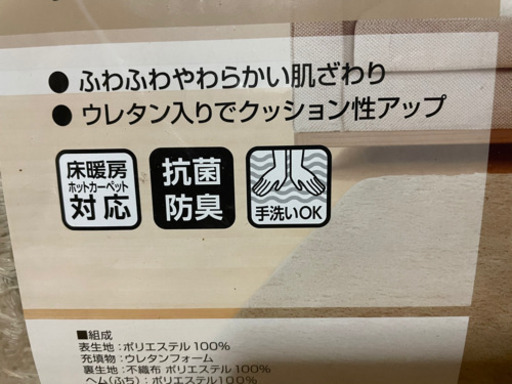 ● ふわふわやわらかい肌ざわり
● ウレタン入りでクッション性アップ
床暖房
ホットカーペット
対応
抗菌
防臭
手洗いOK
■組成
表生地：ポリエステル100%
充填物：ウレタンフォーム
裏生地：不織布 ポリエステル100%
ヘム（ふち）：ポリエステル100%